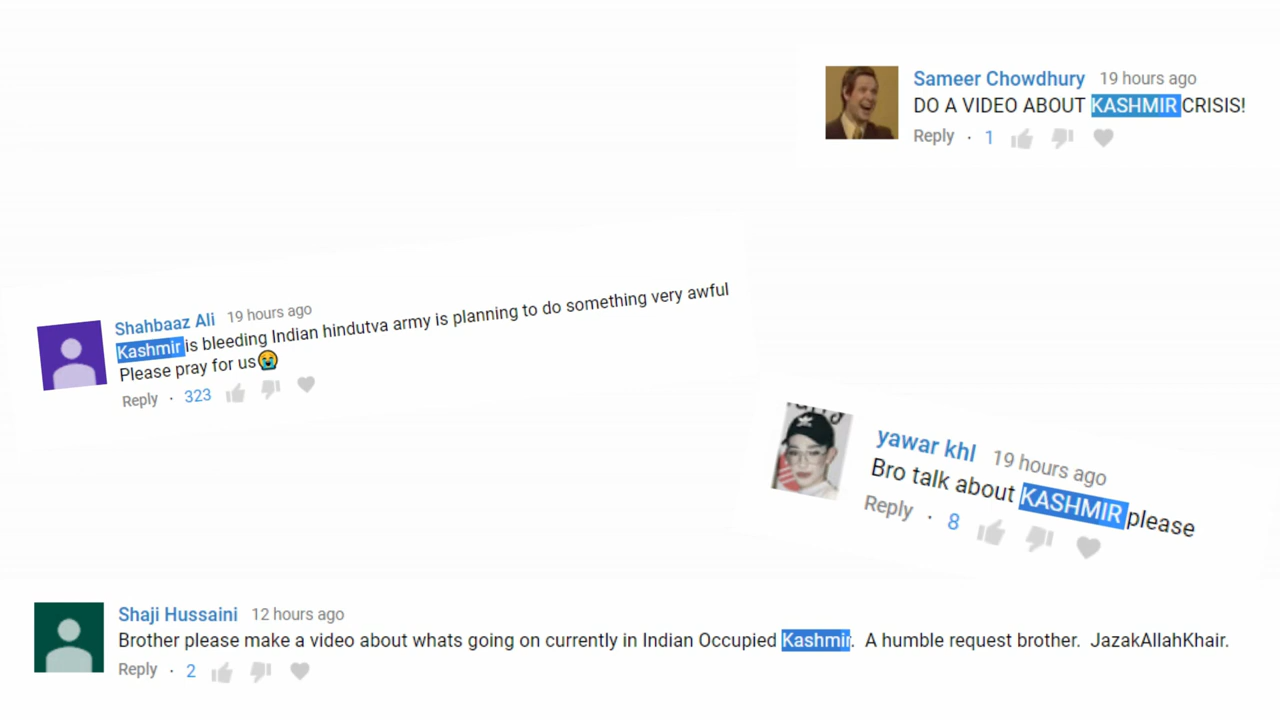 Sameer Chowdhury 19 hours ago
DO A VIDEO ABOUT KASHMIR CRISIS!
Reply · 1
Shahbaaz Ali 19 hours ago
Kashmir is bleeding Indian hindutva army is planning to do something very awful
Please pray for us😭
Reply · 323
yawar khl 19 hours ago
Bro talk about KASHMIR please
Reply · 8
Shaji Hussaini 12 hours ago
Brother please make a video about whats going on currently in Indian Occupied Kashmir. A humble request brother. JazakAllahKhair.
Reply · 2